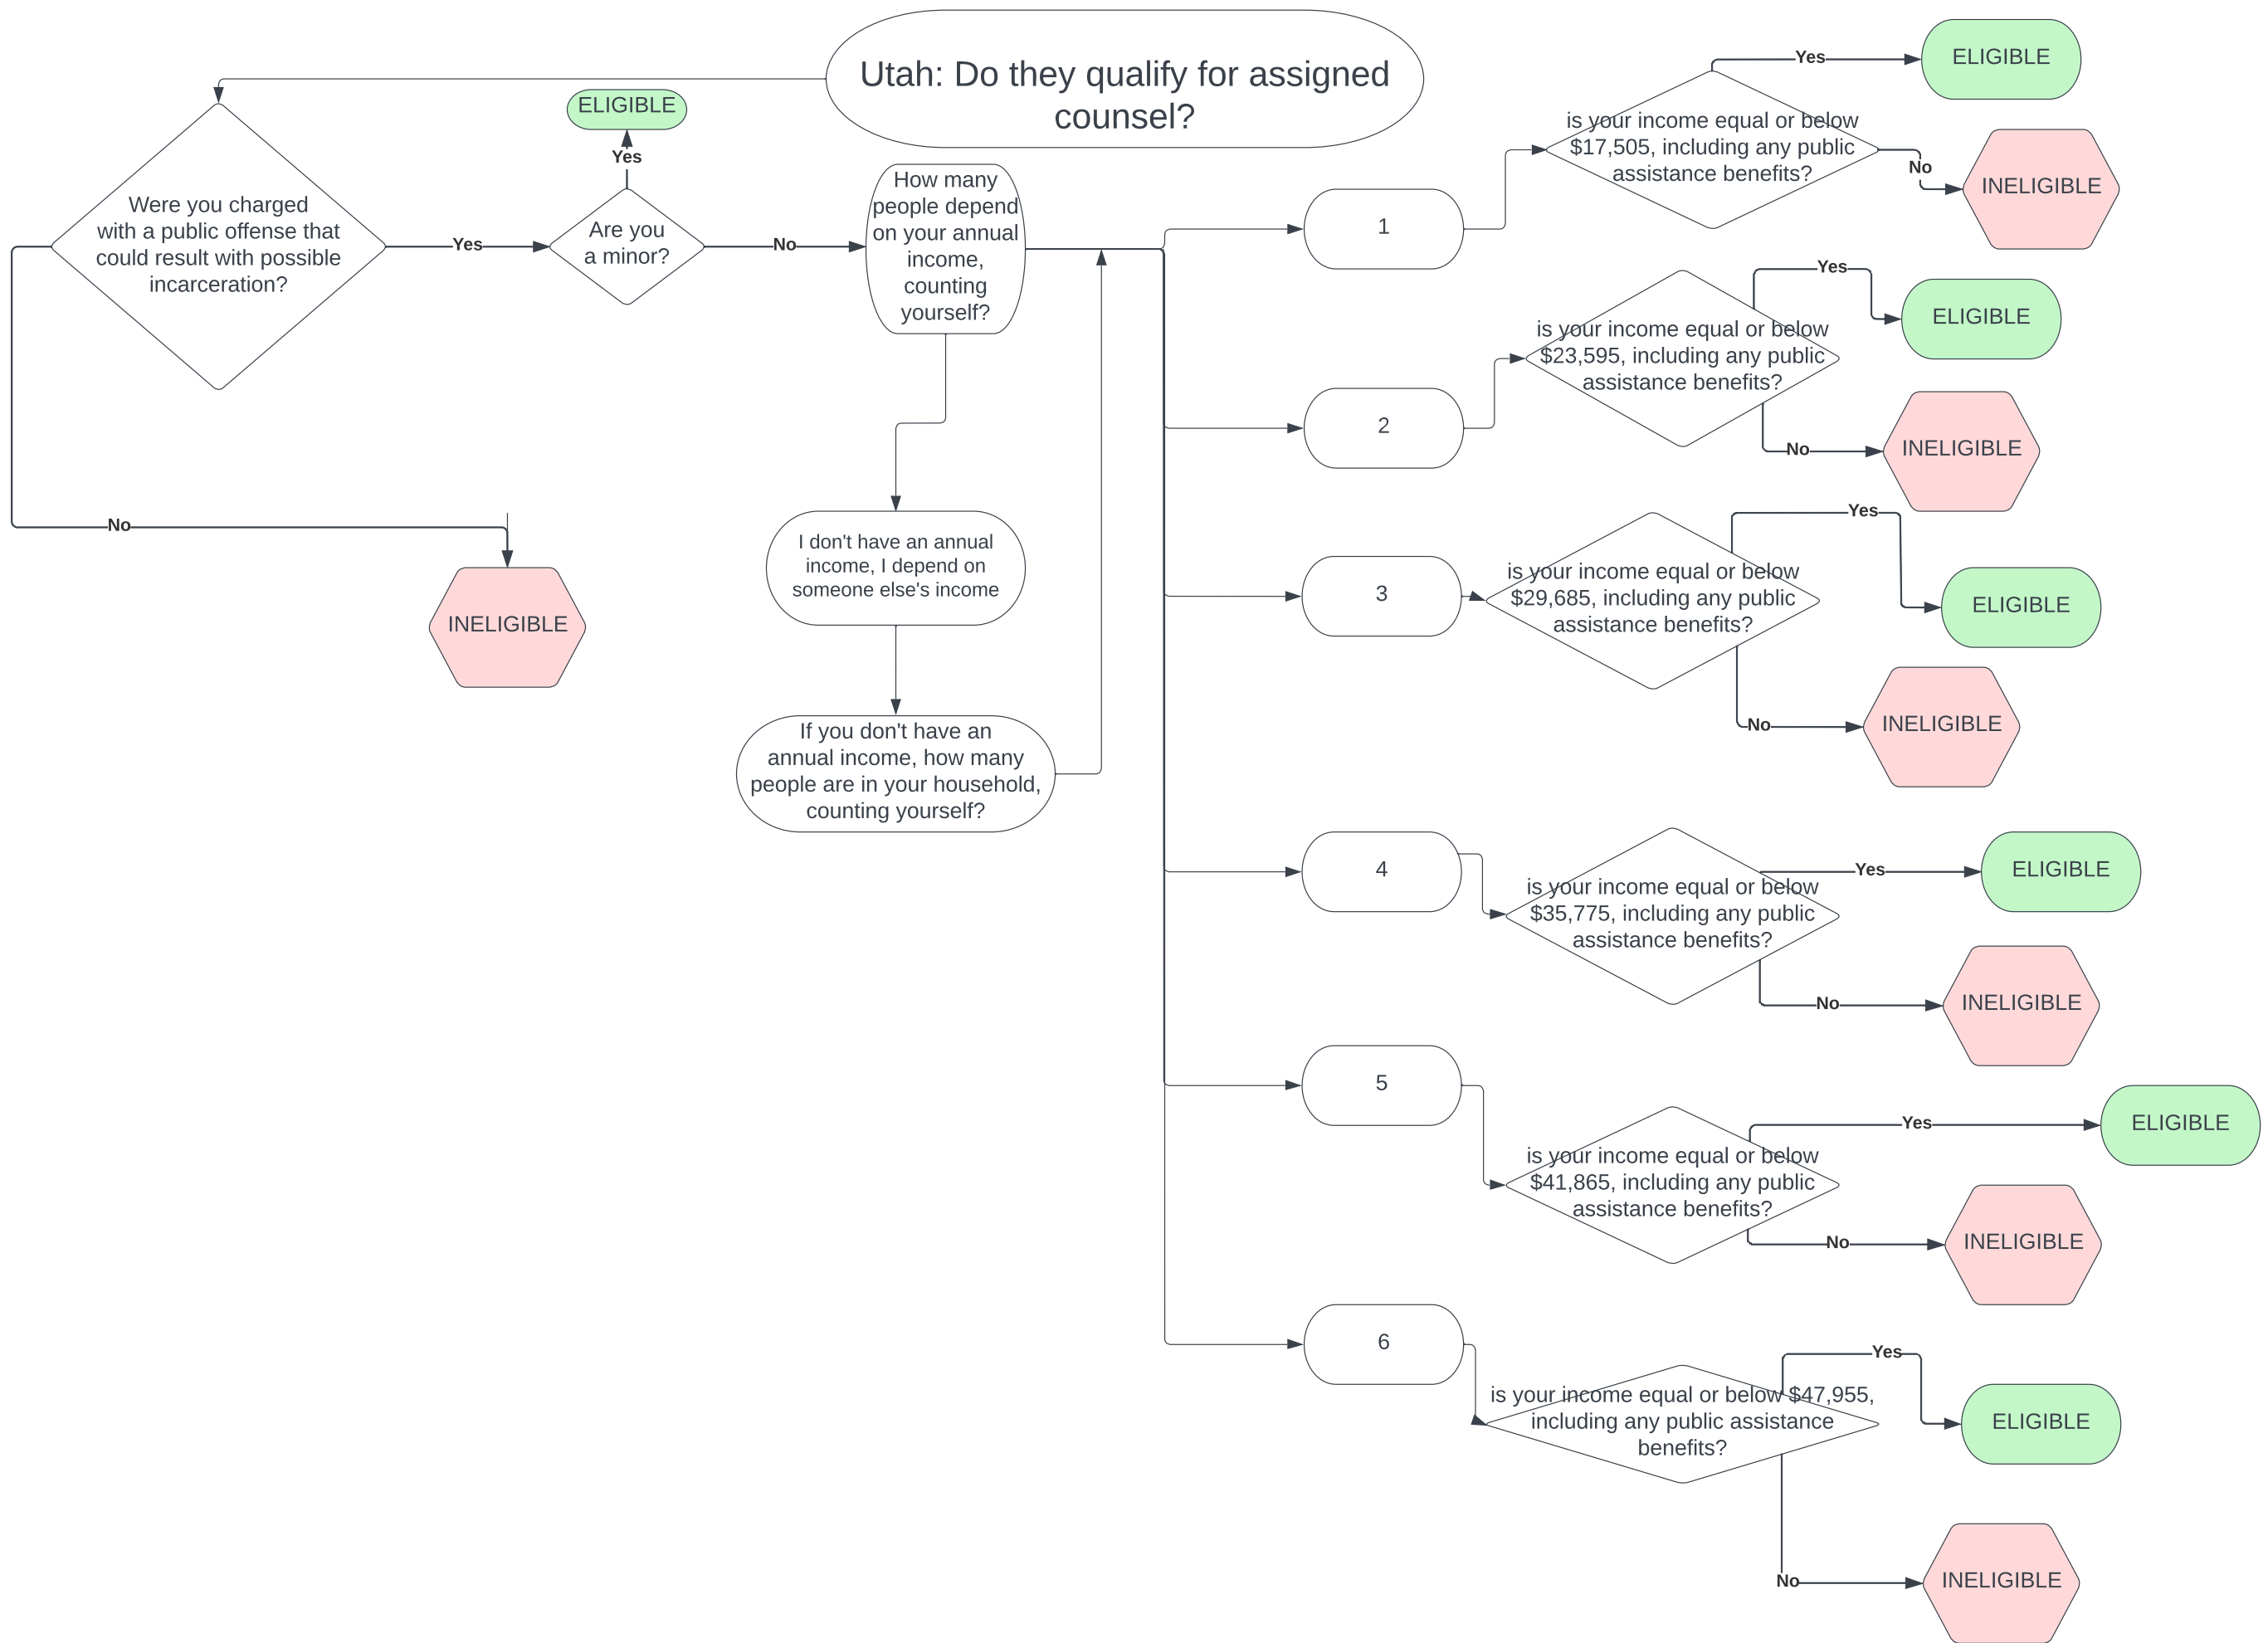 Utah: Do they qualify for assigned
counsel?
Were you charged
with a public offense that
could result with possible
incarceration?
Yes
No
INELIGIBLE
Are you
a minor?
Yes
ELIGIBLE
No
How many
people depend
on your annual
income,
counting
yourself?
I don't have an annual
income, I depend on
someone else's income
If you don't have an
annual income, how many
people are in your household,
counting yourself?
1
is your income equal or below
$17,505, including any public
assistance benefits?
Yes
ELIGIBLE
No
INELIGIBLE
2
is your income equal or below
$23,595, including any public
assistance benefits?
Yes
ELIGIBLE
No
INELIGIBLE
3
is your income equal or below
$29,685, including any public
assistance benefits?
Yes
ELIGIBLE
No
INELIGIBLE
4
is your income equal or below
$35,775, including any public
assistance benefits?
Yes
ELIGIBLE
No
INELIGIBLE
5
is your income equal or below
$41,865, including any public
assistance benefits?
Yes
ELIGIBLE
No
INELIGIBLE
6
is your income equal or below $47,955,
including any public assistance
benefits?
Yes
ELIGIBLE
No
INELIGIBLE